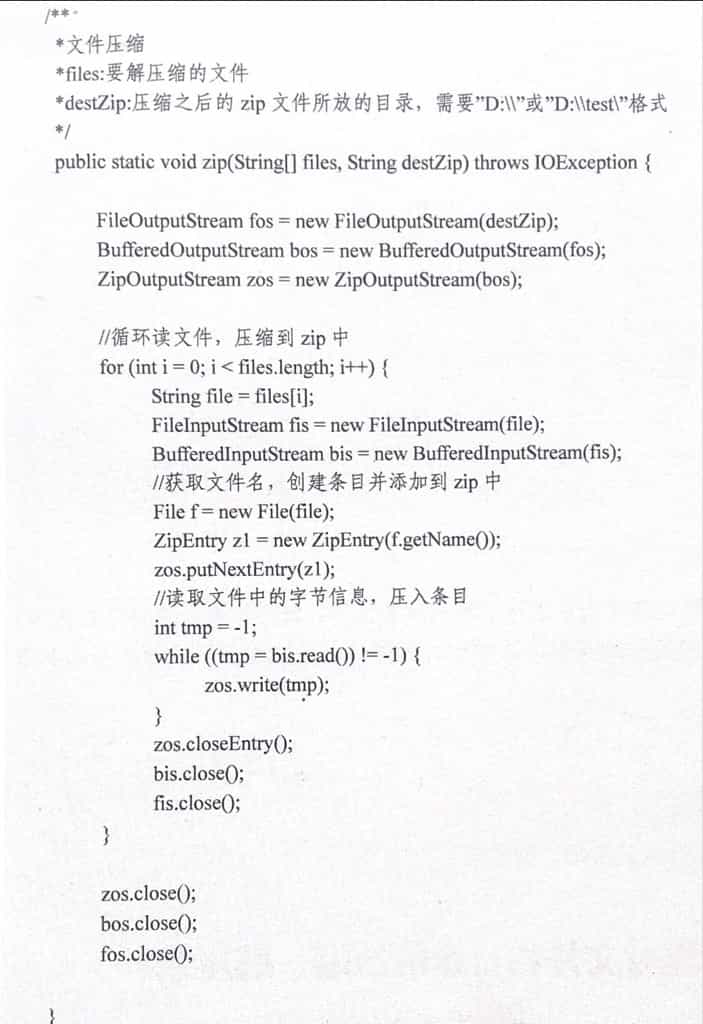 /**
*文件压缩
*files:要解压缩的文件
*destZip:压缩之后的 zip 文件所放的目录，需要”D:\\”或”D:\\test\”格式
*/
public static void zip(String[] files, String destZip) throws IOException {
FileOutputStream fos = new FileOutputStream(destZip);
BufferedOutputStream bos = new BufferedOutputStream(fos);
ZipOutputStream zos = new ZipOutputStream(bos);
//循环读文件，压缩到 zip 中
for (int i = 0; i < files.length; i++) {
String file = files[i];
FileInputStream fis = new FileInputStream(file);
BufferedInputStream bis = new BufferedInputStream(fis);
//获取文件名，创建条目并添加到 zip 中
File f = new File(file);
ZipEntry z1 = new ZipEntry(f.getName());
zos.putNextEntry(z1);
//读取文件中的字节信息，压入条目
int tmp = -1;
while ((tmp = bis.read()) != -1) {
zos.write(tmp);
}
zos.closeEntry();
bis.close();
fis.close();
}
zos.close();
bos.close();
fos.close();
}